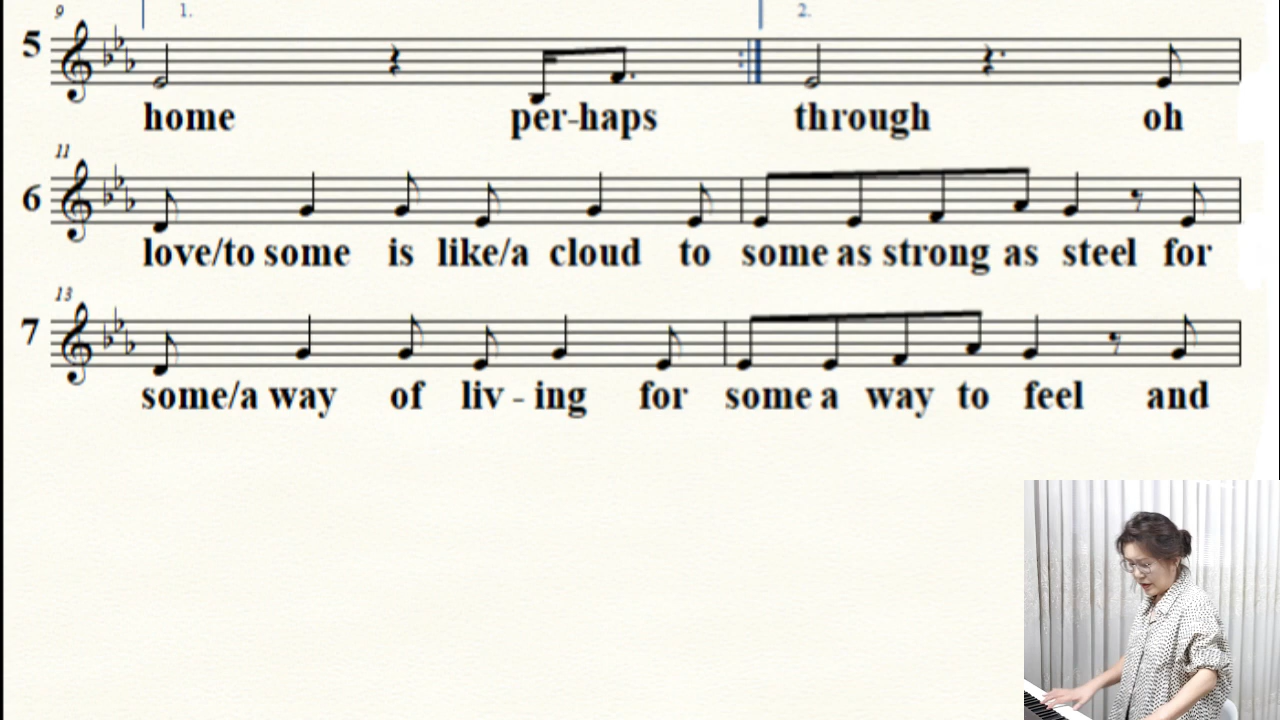 9 1. 2.
5
home per-haps through oh
11
6
love/to some is like/a cloud to some as strong as steel for
13
7
some/a way of liv - ing for some a way to feel and